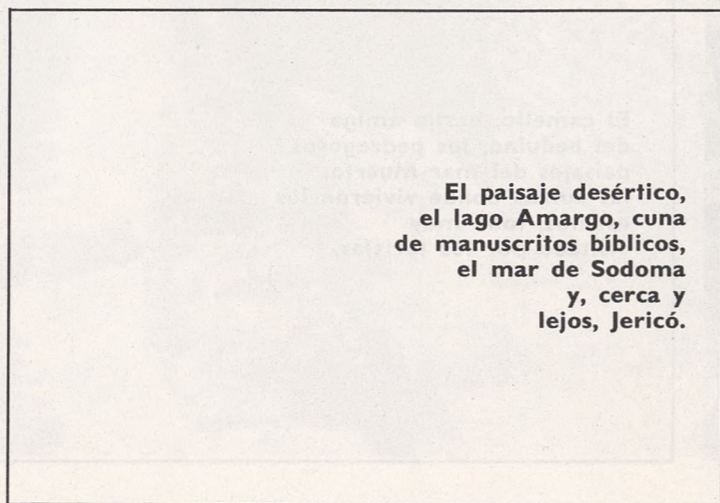 El paisaje desértico,
el lago Amargo, cuna
de manuscritos bíblicos,
el mar de Sodoma
y, cerca y
lejos, Jericó.